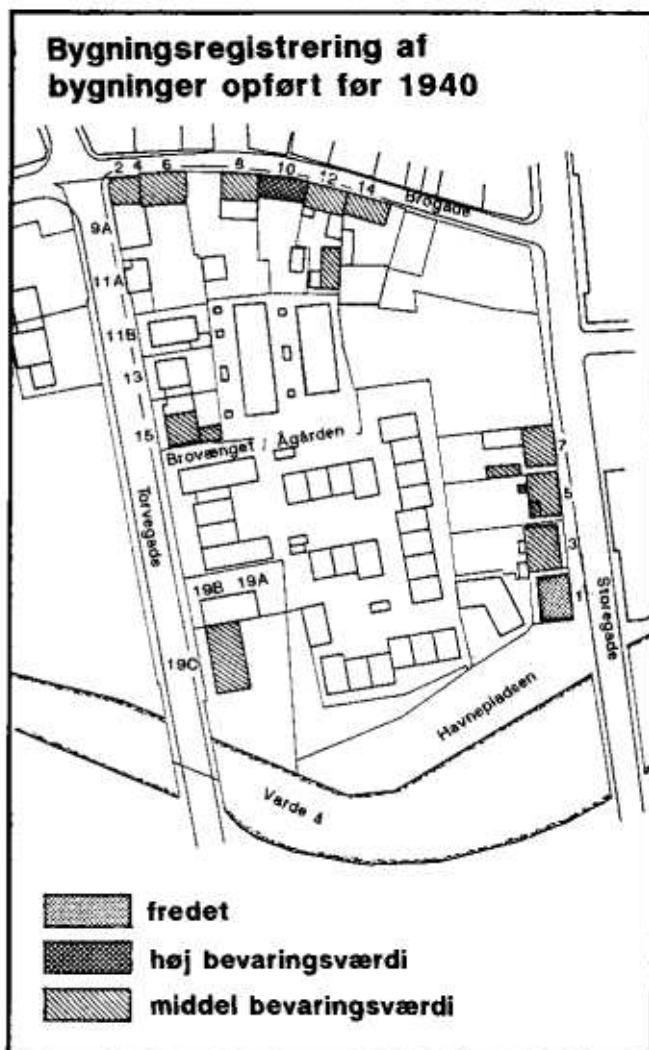 Bygningsregistrering af
bygninger opført før 1940
2 4 6 8 10 12 14
Brogade
9A
11A
11B
13
15
Brovænget / Ågården
Torvegade
7
5
3
1
Storegade
19B 19A
19C
Havnepladsen
Varde å
fredet
høj bevaringsværdi
middel bevaringsværdi